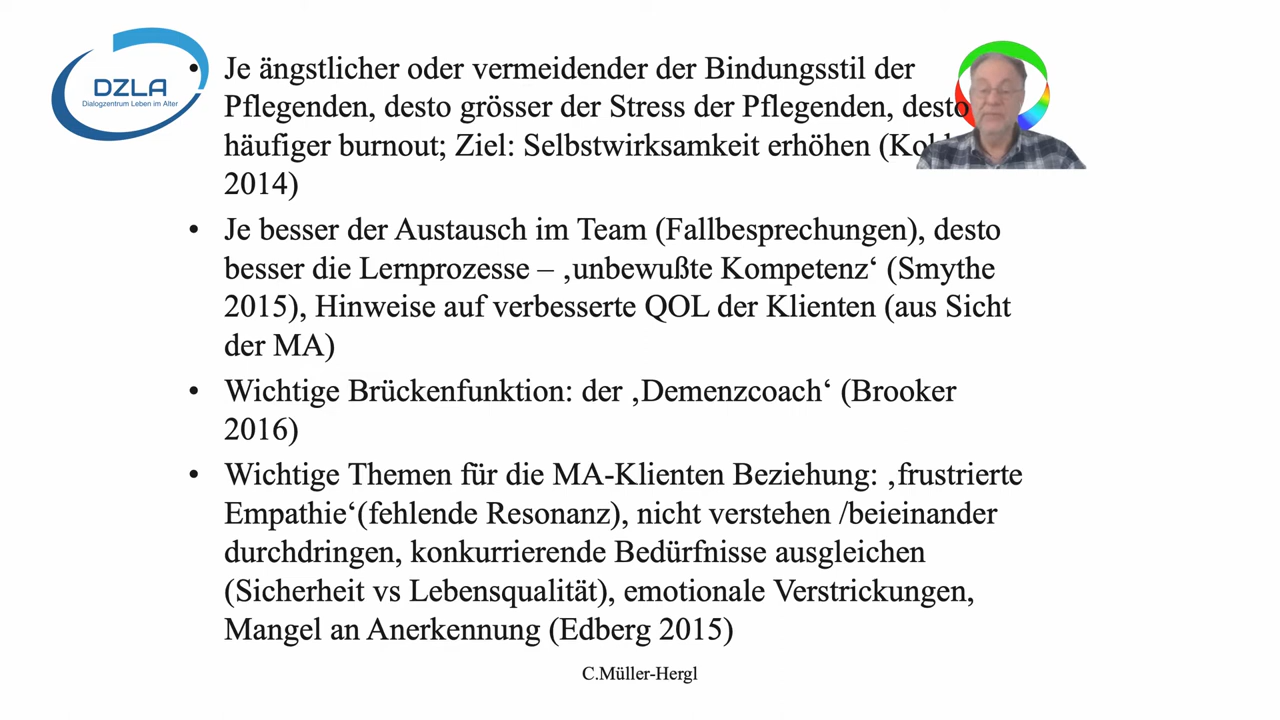 DZLA
Dialogzentrum Leben im Alter
• Je ängstlicher oder vermeidender der Bindungsstil der
Pflegenden, desto grösser der Stress der Pflegenden, desto
häufiger burnout; Ziel: Selbstwirksamkeit erhöhen
2014)
• Je besser der Austausch im Team (Fallbesprechungen), desto
besser die Lernprozesse – ‚unbewußte Kompetenz‘ (Smythe
2015), Hinweise auf verbesserte QOL der Klienten (aus Sicht
der MA)
• Wichtige Brückenfunktion: der ‚Demenzcoach‘ (Brooker
2016)
• Wichtige Themen für die MA-Klienten Beziehung: ‚frustrierte
Empathie‘(fehlende Resonanz), nicht verstehen /beieinander
durchdringen, konkurrierende Bedürfnisse ausgleichen
(Sicherheit vs Lebensqualität), emotionale Verstrickungen,
Mangel an Anerkennung (Edberg 2015)
C.Müller-Hergl